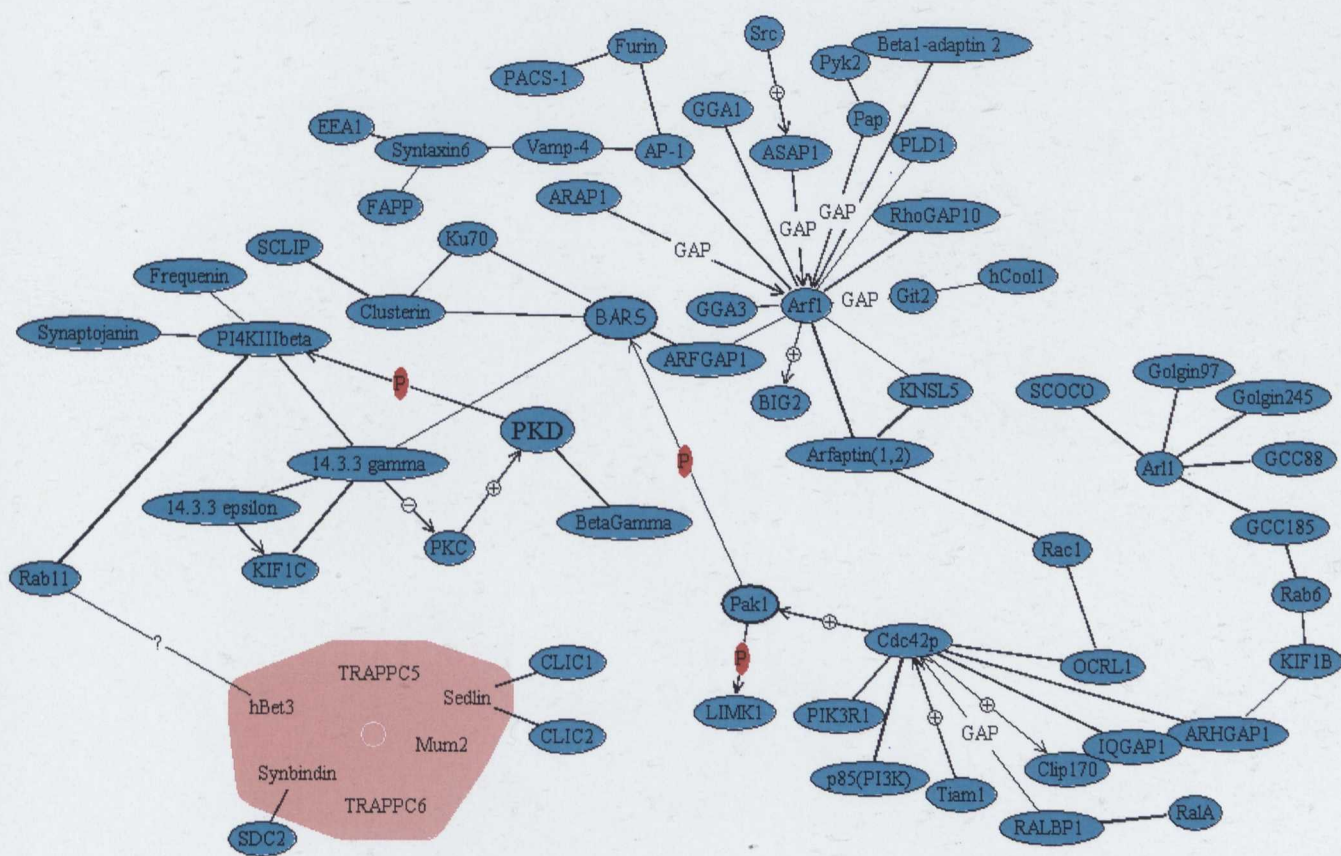 Src
Furin
Beta1-adaptin 2
Pyk2
PACS-1
GGA1
Pap
EEA1
Syntaxin6
Vamp-4
AP-1
ASAP1
PLD1
FAPP
ARAP1
GAP
GAP
GAP
RhoGAP10
SCLIP
Ku70
Frequenin
Clusterin
GGA3
Arf1
GAP
Git2
hCool1
BARS
Synaptojanin
PI4KIIIbeta
ARFGAP1
P
BIG2
KNSL5
SCOCO
Golgin97
Golgin245
PKD
14.3.3 gamma
P
Arfaptin(1,2)
Arl1
GCC88
14.3.3 epsilon
BetaGamma
GCC185
PKC
KIF1C
Rab11
Rac1
Rab6
Pak1
?
Cdc42p
P
OCRL1
KIF1B
TRAPPC5
CLIC1
Sedlin
hBet3
LIMK1
PIK3R1
GAP
CLIC2
Mum2
IQGAP1
ARHGAP1
Synbindin
p85(PI3K)
Clip170
TRAPPC6
Tiam1
SDC2
RALBP1
RalA